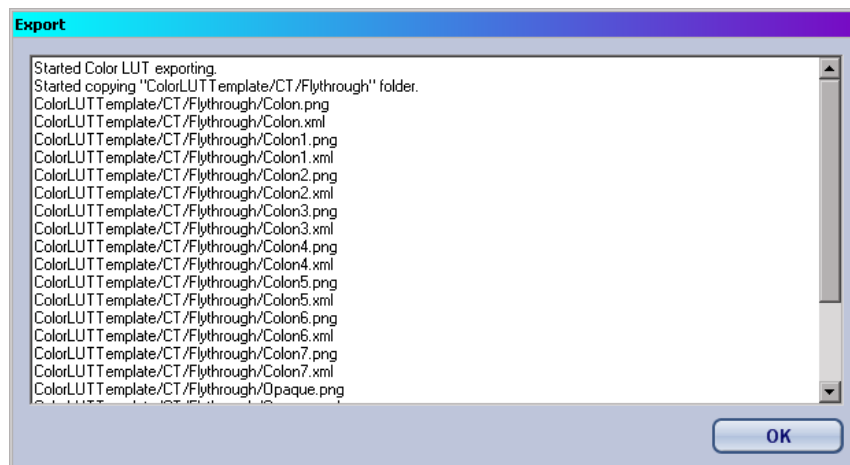 Export
Started Color LUT exporting.
Started copying "ColorLUTTemplate/CT/Flythrough" folder.
ColorLUTTemplate/CT/Flythrough/Colon.png
ColorLUTTemplate/CT/Flythrough/Colon.xml
ColorLUTTemplate/CT/Flythrough/Colon1.png
ColorLUTTemplate/CT/Flythrough/Colon1.xml
ColorLUTTemplate/CT/Flythrough/Colon2.png
ColorLUTTemplate/CT/Flythrough/Colon2.xml
ColorLUTTemplate/CT/Flythrough/Colon3.png
ColorLUTTemplate/CT/Flythrough/Colon3.xml
ColorLUTTemplate/CT/Flythrough/Colon4.png
ColorLUTTemplate/CT/Flythrough/Colon4.xml
ColorLUTTemplate/CT/Flythrough/Colon5.png
ColorLUTTemplate/CT/Flythrough/Colon5.xml
ColorLUTTemplate/CT/Flythrough/Colon6.png
ColorLUTTemplate/CT/Flythrough/Colon6.xml
ColorLUTTemplate/CT/Flythrough/Colon7.png
ColorLUTTemplate/CT/Flythrough/Colon7.xml
ColorLUTTemplate/CT/Flythrough/Opaque.png
OK